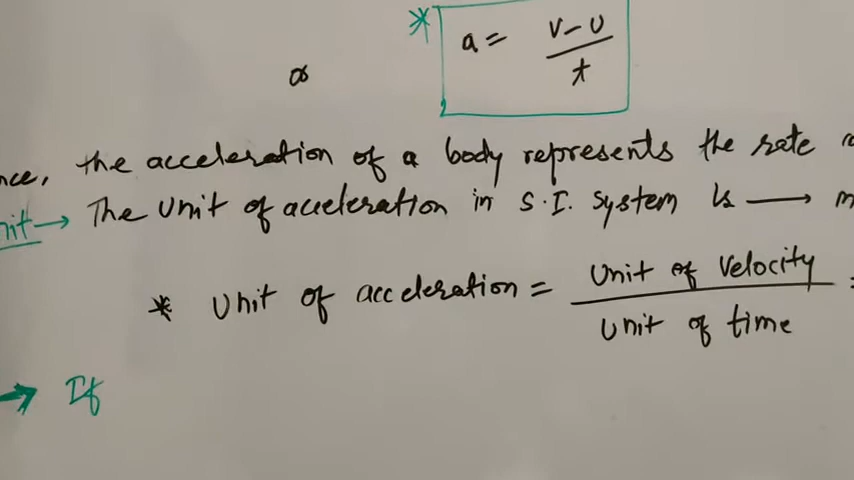 * a = v-u / t
or
nce, the acceleration of a body represents the rate
nit → The Unit of acceleration in S.I. system is → m
* Unit of acceleration = Unit of velocity / Unit of time =
→ If